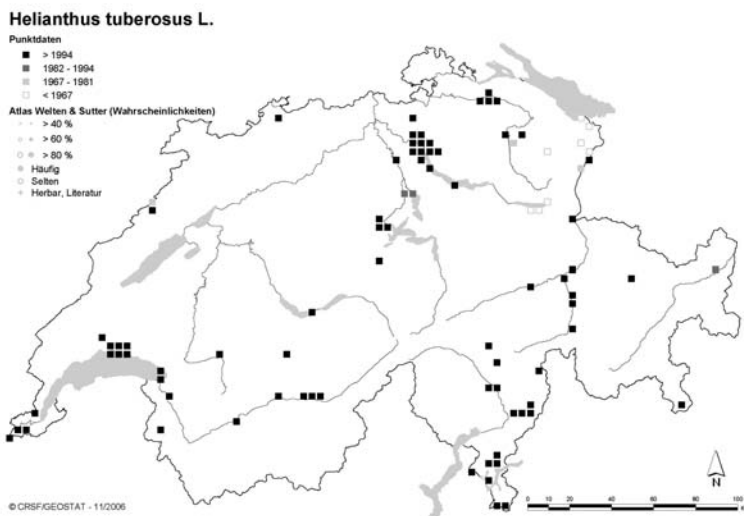 Helianthus tuberosus L.
Punktdaten
> 1994
1982 - 1994
1967 - 1981
< 1967
Atlas Welten & Sutter (Wahrscheinlichkeiten)
> 40 %
> 60 %
> 80 %
Häufig
Selten
Herbar, Literatur
N
0 10 20 40 60 80 100
© CRSF/GEOSTAT - 11/2006